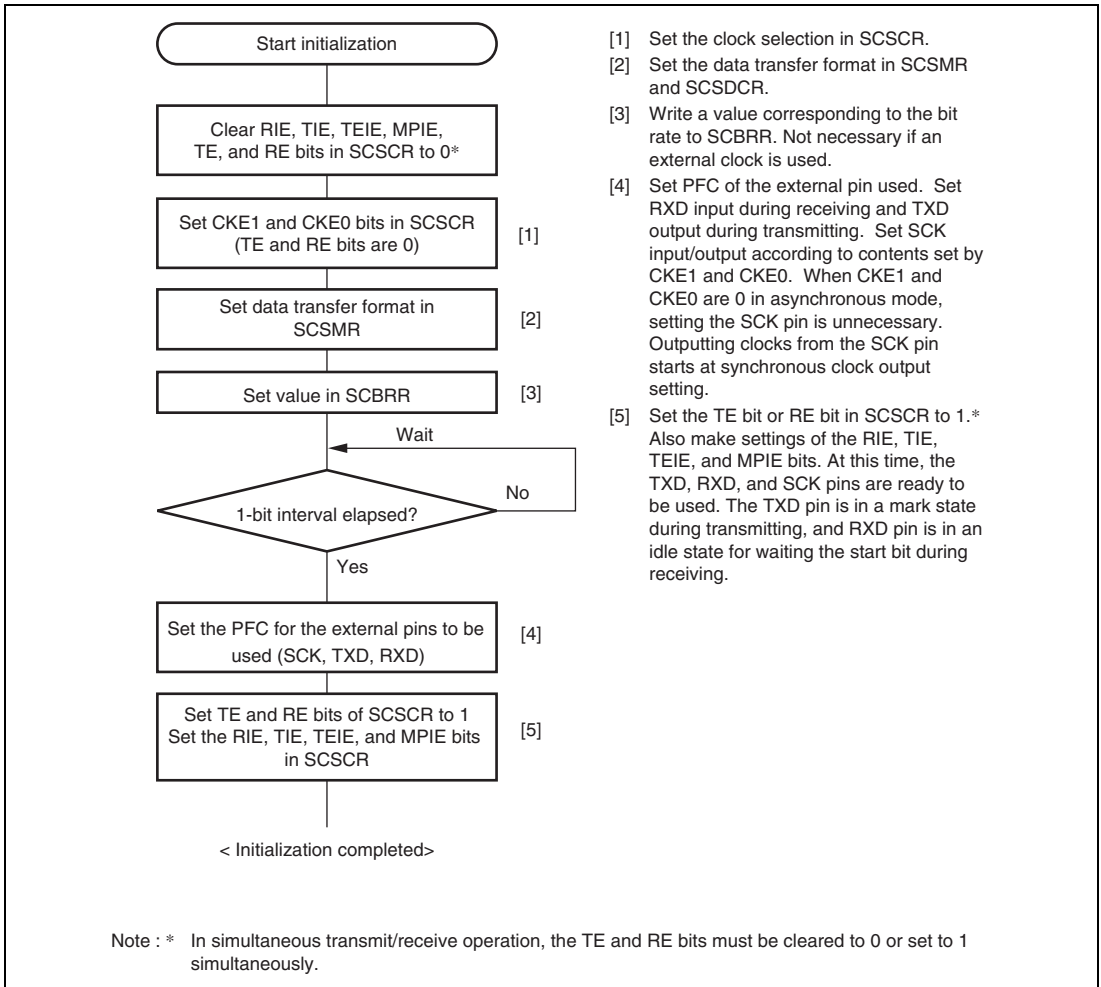 Start initialization
Clear RIE, TIE, TEIE, MPIE,
TE, and RE bits in SCSCR to 0*
Set CKE1 and CKE0 bits in SCSCR
(TE and RE bits are 0)
[1]
Set data transfer format in
SCSMR
[2]
Set value in SCBRR
[3]
Wait
No
1-bit interval elapsed?
Yes
Set the PFC for the external pins to be
used (SCK, TXD, RXD)
[4]
Set TE and RE bits of SCSCR to 1
Set the RIE, TIE, TEIE, and MPIE bits
in SCSCR
[5]
< Initialization completed>
[1] Set the clock selection in SCSCR.
[2] Set the data transfer format in SCSMR
and SCSDCR.
[3] Write a value corresponding to the bit
rate to SCBRR. Not necessary if an
external clock is used.
[4] Set PFC of the external pin used. Set
RXD input during receiving and TXD
output during transmitting. Set SCK
input/output according to contents set by
CKE1 and CKE0. When CKE1 and
CKE0 are 0 in asynchronous mode,
setting the SCK pin is unnecessary.
Outputting clocks from the SCK pin
starts at synchronous clock output
setting.
[5] Set the TE bit or RE bit in SCSCR to 1.*
Also make settings of the RIE, TIE,
TEIE, and MPIE bits. At this time, the
TXD, RXD, and SCK pins are ready to
be used. The TXD pin is in a mark state
during transmitting, and RXD pin is in an
idle state for waiting the start bit during
receiving.
Note : * In simultaneous transmit/receive operation, the TE and RE bits must be cleared to 0 or set to 1
simultaneously.